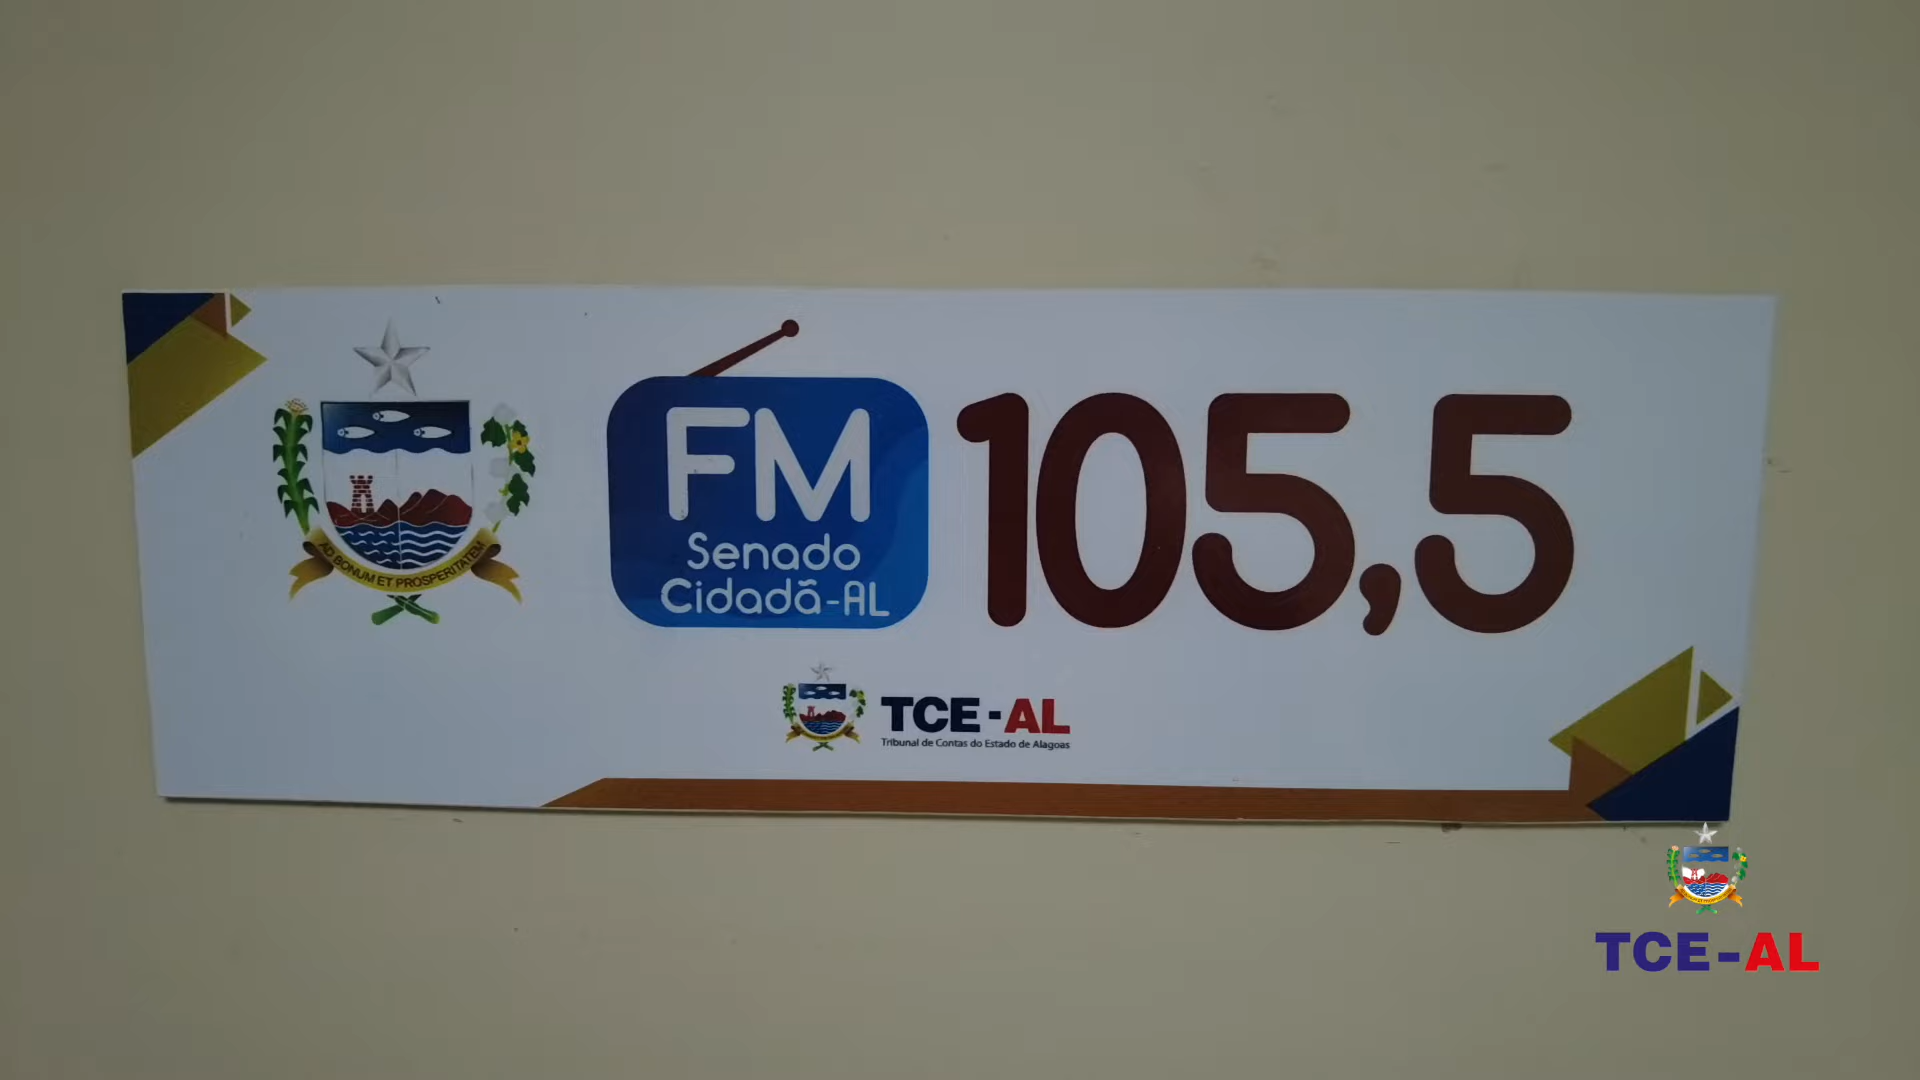 FM
Senado
Cidadã-AL
105,5
AD BONUM ET PROSPERITATEM
TCE-AL
Tribunal de Contas do Estado de Alagoas
TCE-AL